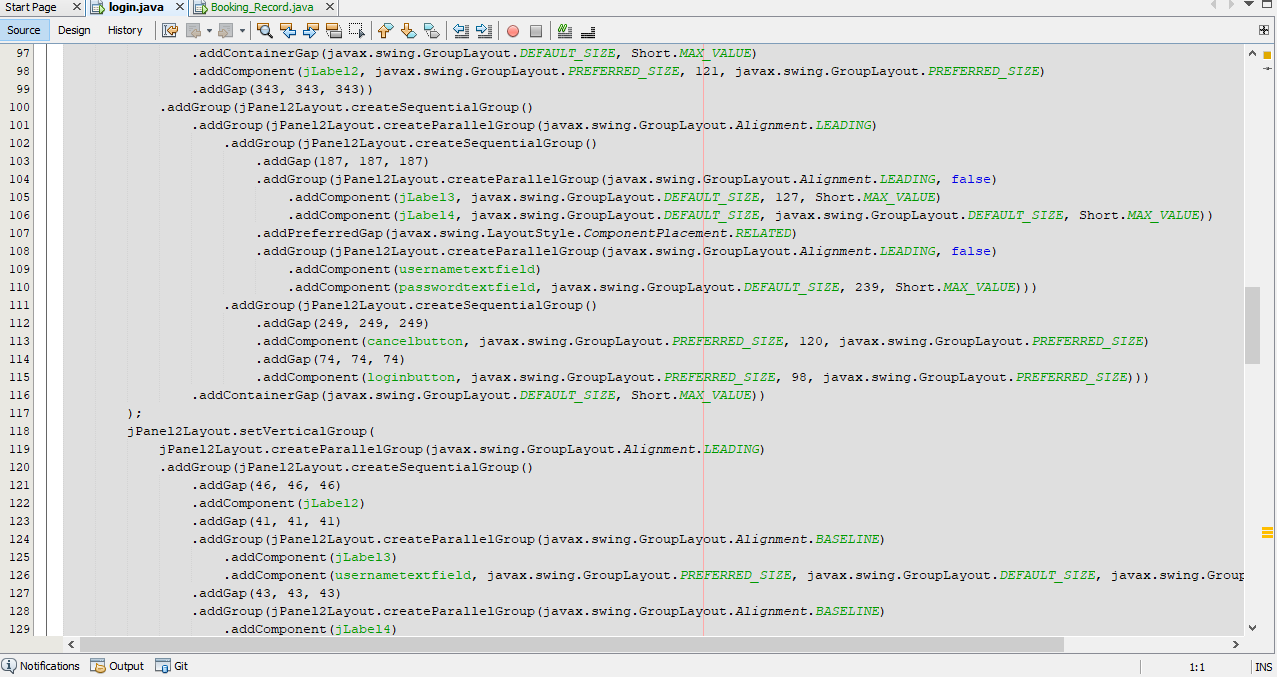 Start Page login.java Booking_Record.java
Source Design History
97 .addContainerGap(javax.swing.GroupLayout.DEFAULT_SIZE, Short.MAX_VALUE)
98 .addComponent(jLabel2, javax.swing.GroupLayout.PREFERRED_SIZE, 121, javax.swing.GroupLayout.PREFERRED_SIZE)
99 .addGap(343, 343, 343))
100 .addGroup(jPanel2Layout.createSequentialGroup()
101 .addGroup(jPanel2Layout.createParallelGroup(javax.swing.GroupLayout.Alignment.LEADING)
102 .addGroup(jPanel2Layout.createSequentialGroup()
103 .addGap(187, 187, 187)
104 .addGroup(jPanel2Layout.createParallelGroup(javax.swing.GroupLayout.Alignment.LEADING, false)
105 .addComponent(jLabel3, javax.swing.GroupLayout.DEFAULT_SIZE, 127, Short.MAX_VALUE)
106 .addComponent(jLabel4, javax.swing.GroupLayout.DEFAULT_SIZE, javax.swing.GroupLayout.DEFAULT_SIZE, Short.MAX_VALUE))
107 .addPreferredGap(javax.swing.LayoutStyle.ComponentPlacement.RELATED)
108 .addGroup(jPanel2Layout.createParallelGroup(javax.swing.GroupLayout.Alignment.LEADING, false)
109 .addComponent(usernametextfield)
110 .addComponent(passwordtextfield, javax.swing.GroupLayout.DEFAULT_SIZE, 239, Short.MAX_VALUE)))
111 .addGroup(jPanel2Layout.createSequentialGroup()
112 .addGap(249, 249, 249)
113 .addComponent(cancelbutton, javax.swing.GroupLayout.PREFERRED_SIZE, 120, javax.swing.GroupLayout.PREFERRED_SIZE)
114 .addGap(74, 74, 74)
115 .addComponent(loginbutton, javax.swing.GroupLayout.PREFERRED_SIZE, 98, javax.swing.GroupLayout.PREFERRED_SIZE)))
116 .addContainerGap(javax.swing.GroupLayout.DEFAULT_SIZE, Short.MAX_VALUE))
117 );
118 jPanel2Layout.setVerticalGroup(
119 jPanel2Layout.createParallelGroup(javax.swing.GroupLayout.Alignment.LEADING)
120 .addGroup(jPanel2Layout.createSequentialGroup()
121 .addGap(46, 46, 46)
122 .addComponent(jLabel2)
123 .addGap(41, 41, 41)
124 .addGroup(jPanel2Layout.createParallelGroup(javax.swing.GroupLayout.Alignment.BASELINE)
125 .addComponent(jLabel3)
126 .addComponent(usernametextfield, javax.swing.GroupLayout.PREFERRED_SIZE, javax.swing.GroupLayout.DEFAULT_SIZE, javax.swing.Group
127 .addGap(43, 43, 43)
128 .addGroup(jPanel2Layout.createParallelGroup(javax.swing.GroupLayout.Alignment.BASELINE)
129 .addComponent(jLabel4)
Notifications Output Git 1:1 INS